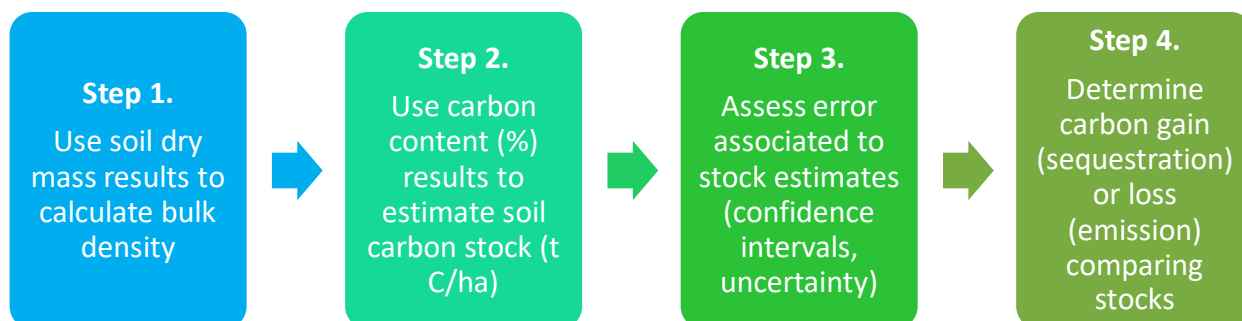 Step 1.
Use soil dry
mass results to
calculate bulk
density
Step 2.
Use carbon
content (%)
results to
estimate soil
carbon stock (t
C/ha)
Step 3.
Assess error
associated to
stock estimates
(confidence
intervals,
uncertainty)
Step 4.
Determine
carbon gain
(sequestration)
or loss
(emission)
comparing
stocks